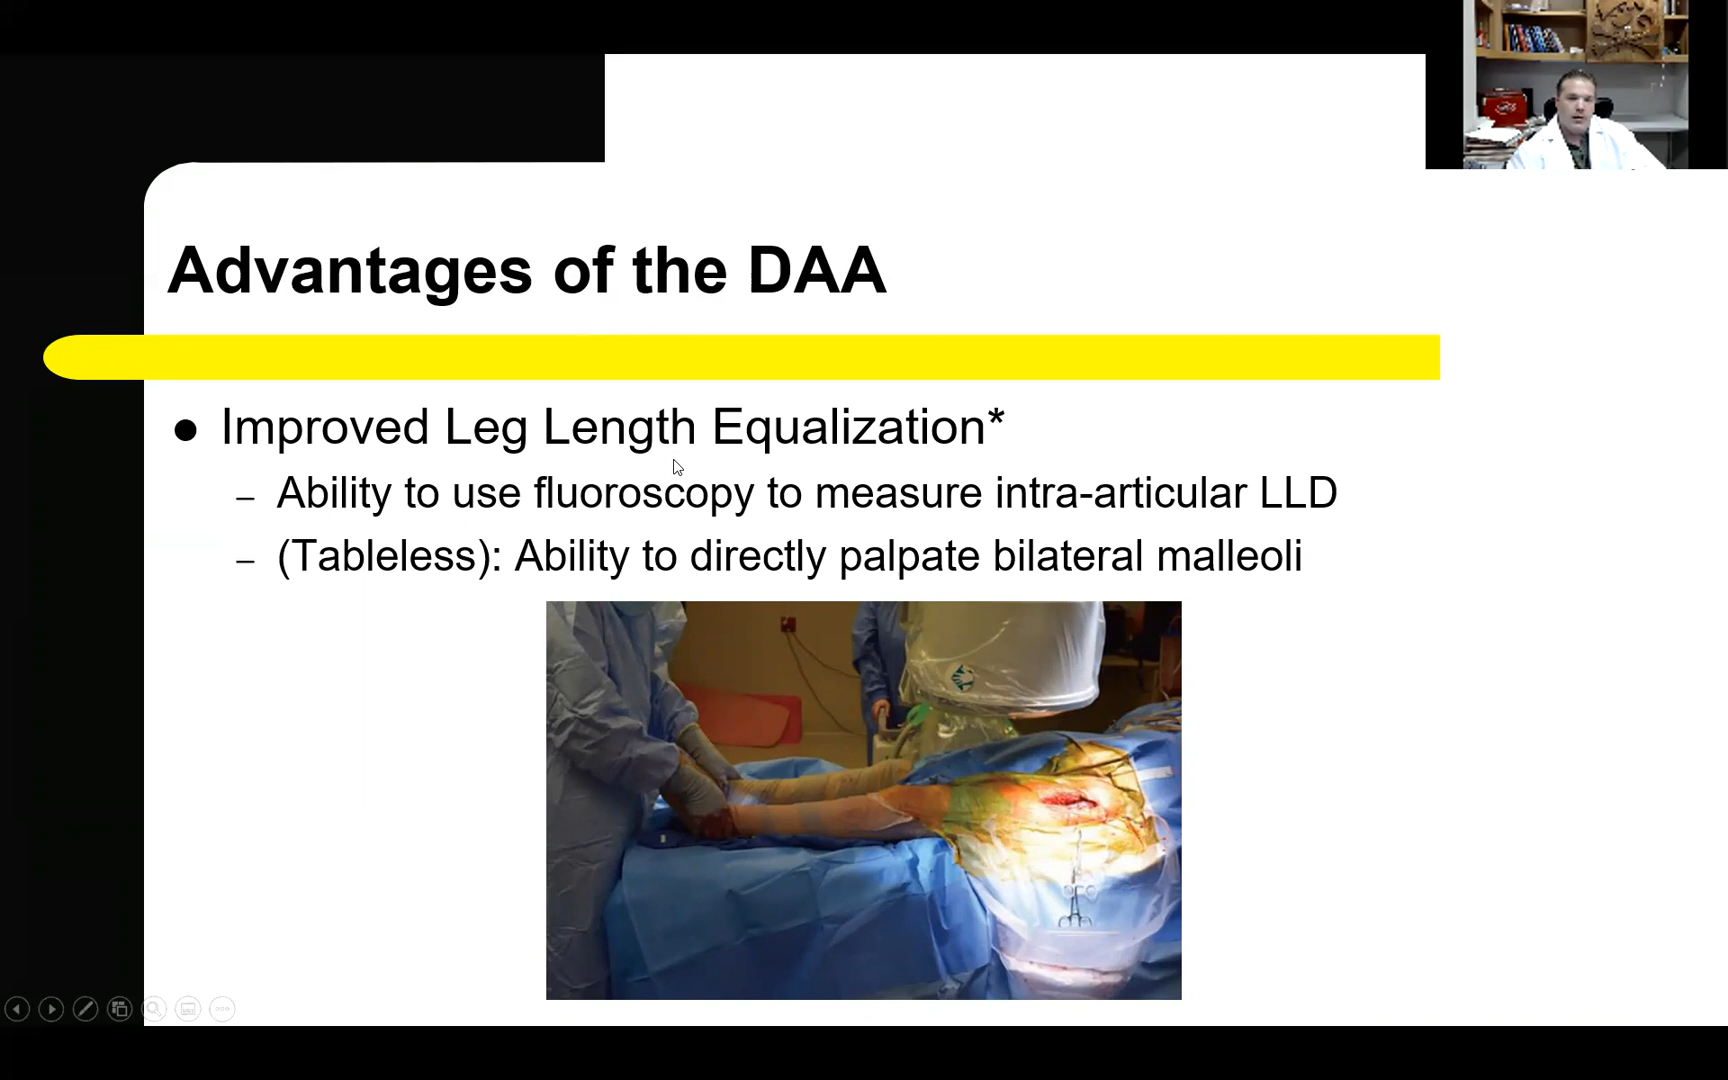 Advantages of the DAA
● Improved Leg Length Equalization*
– Ability to use fluoroscopy to measure intra-articular LLD
– (Tableless): Ability to directly palpate bilateral malleoli